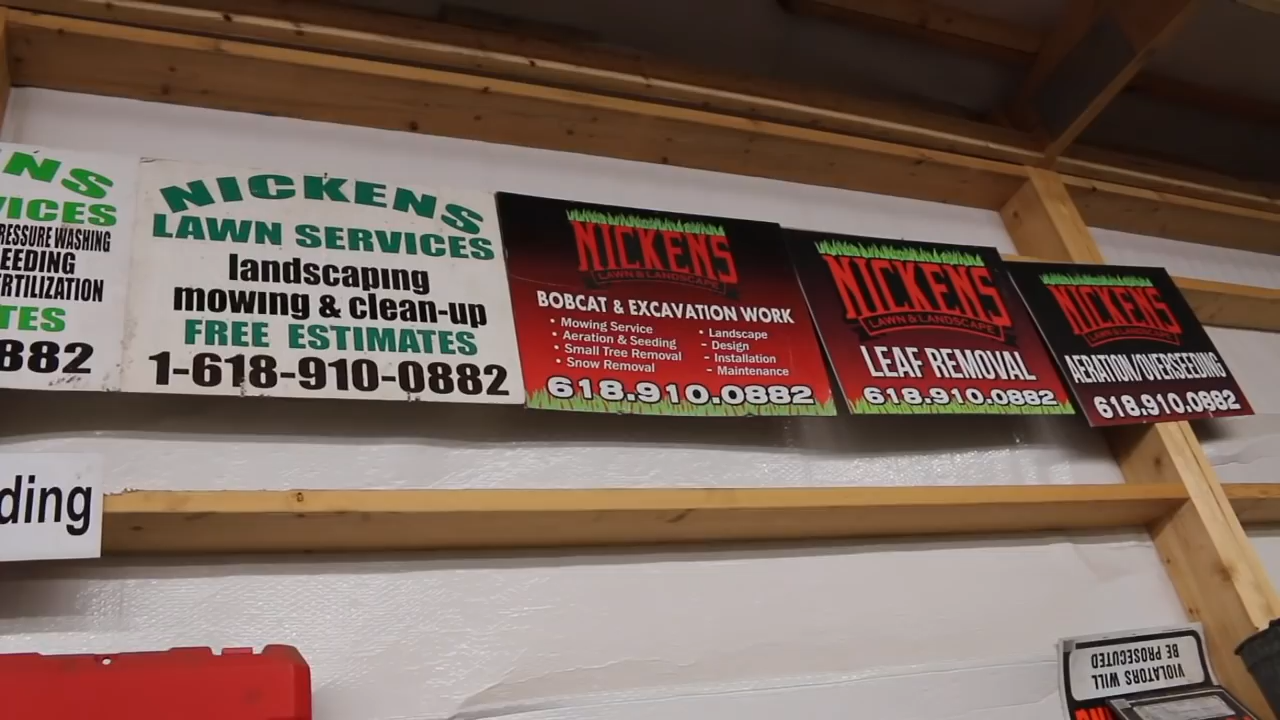 NS
VICES
RESSURE WASHING
EEDING
ERTILIZATION
TES
882
NICKENS
LAWN SERVICES
landscaping
mowing & clean-up
FREE ESTIMATES
1-618-910-0882
NICKENS
LAWN & LANDSCAPE
BOBCAT & EXCAVATION WORK
• Mowing Service
• Aeration & Seeding
• Small Tree Removal
• Snow Removal
- Landscape
- Design
- Installation
- Maintenance
618.910.0882
NICKENS
LAWN & LANDSCAPE
LEAF REMOVAL
618.910.0882
NICKENS
LAWN & LANDSCAPE
AERATION/OVERSEEDING
618.910.0882
ding
VIOLATORS WILL
BE PROSECUTED